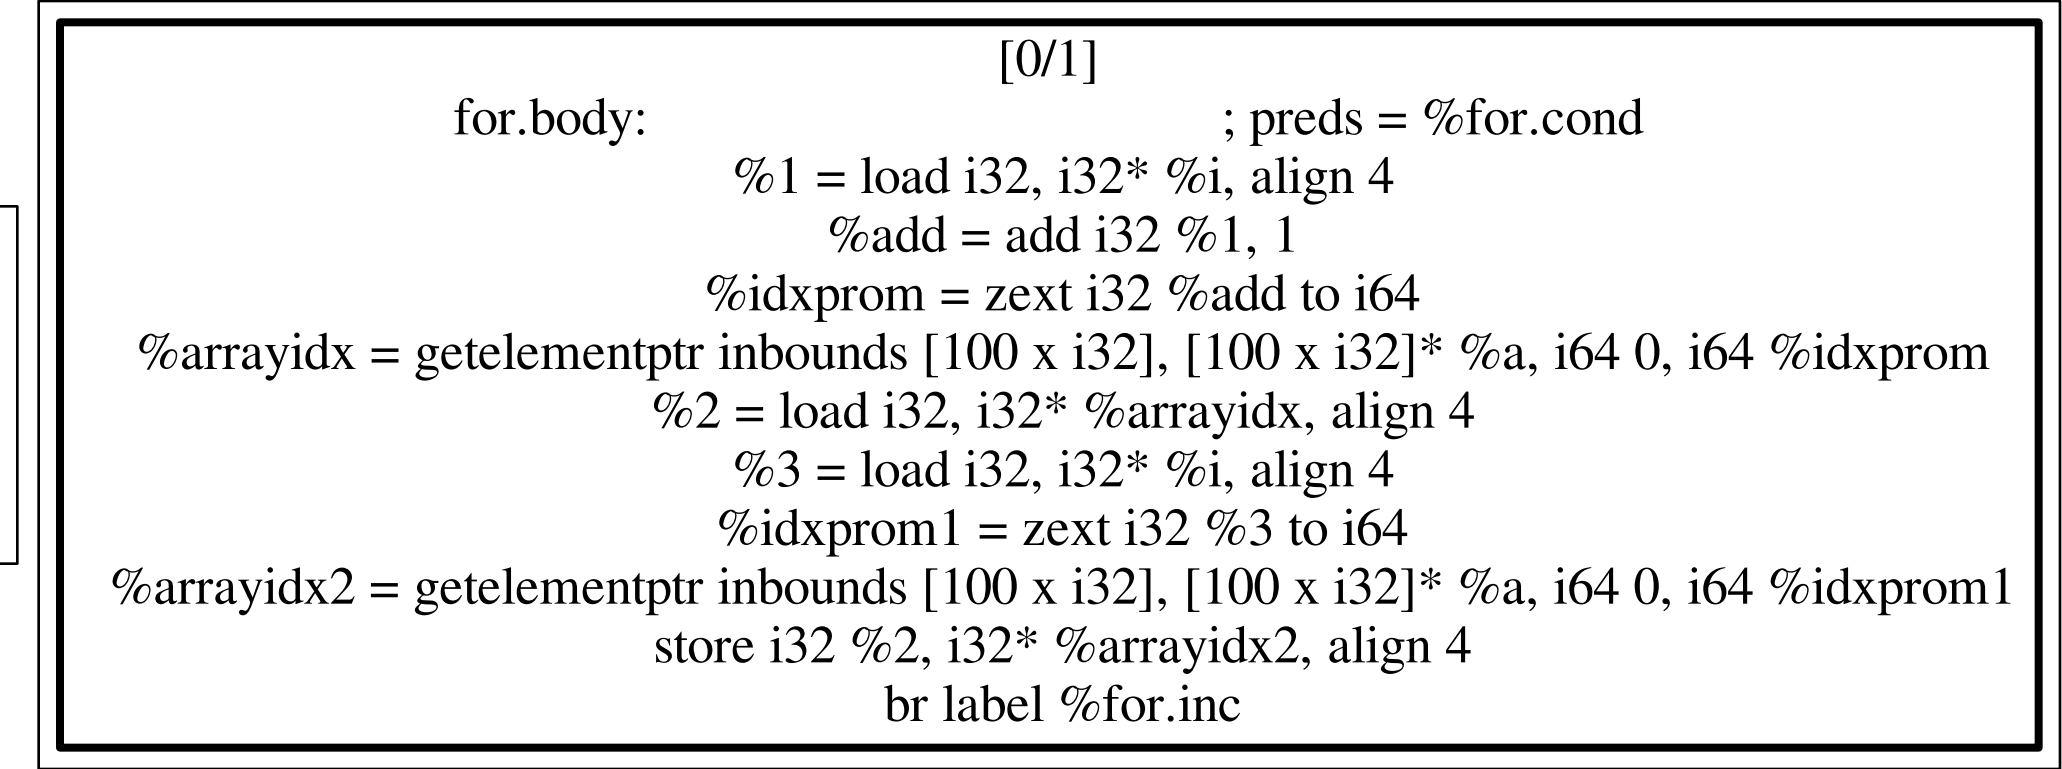 [0/1]
for.body: ; preds = %for.cond
%1 = load i32, i32* %i, align 4
%add = add i32 %1, 1
%idxprom = zext i32 %add to i64
%arrayidx = getelementptr inbounds [100 x i32], [100 x i32]* %a, i64 0, i64 %idxprom
%2 = load i32, i32* %arrayidx, align 4
%3 = load i32, i32* %i, align 4
%idxprom1 = zext i32 %3 to i64
%arrayidx2 = getelementptr inbounds [100 x i32], [100 x i32]* %a, i64 0, i64 %idxprom1
store i32 %2, i32* %arrayidx2, align 4
br label %for.inc